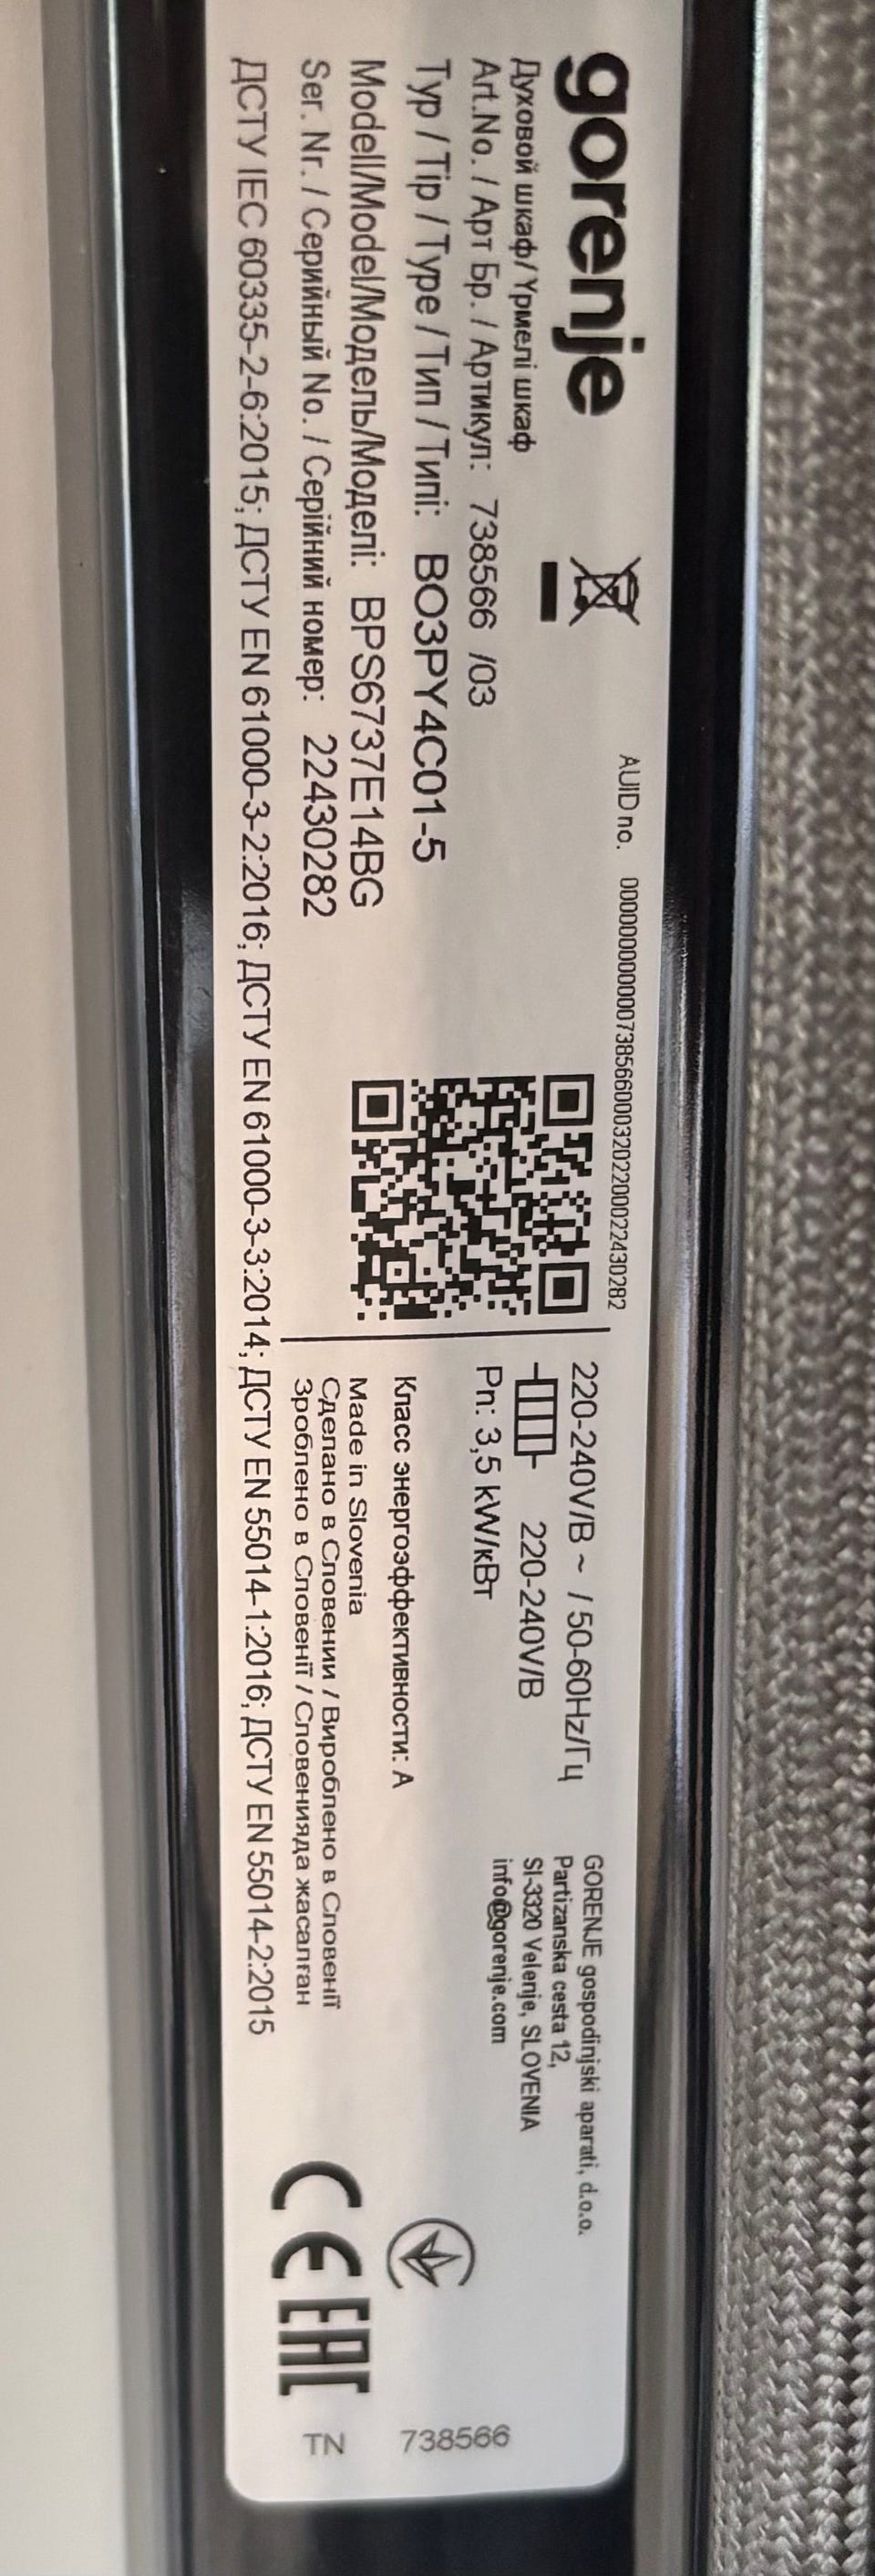 gorenje
AUID no. 000000000007385660003202200022430282
Духовой шкаф/ Үрмелі шкаф
Art.No. / Арт Бр. / Артикул: 738566 /03
Typ / Tip / Type / Тип / Типі: BO3PY4C01-5
Modell/Model/Модель/Моделі: BPS6737E14BG
Ser. Nr. / Серийный No. / Серійний номер: 22430282
220-240V/В ~ / 50-60Hz/Гц
220-240V/В
Pn: 3,5 kW/кВт
Класс энергоэффективности: A
Made in Slovenia
Сделано в Словении / Вироблено в Словенії
Зроблено в Словенії / Словенияда жасалған
GORENJE gospodinjski aparati, d.o.o.
Partizanska cesta 12,
SI-3320 Velenje, SLOVENIA
info@gorenje.com
ДСТУ IEC 60335-2-6:2015; ДСТУ EN 61000-3-2:2016; ДСТУ EN 61000-3-3:2014; ДСТУ EN 55014-1:2016; ДСТУ EN 55014-2:2015
CE EAC
738566
TN